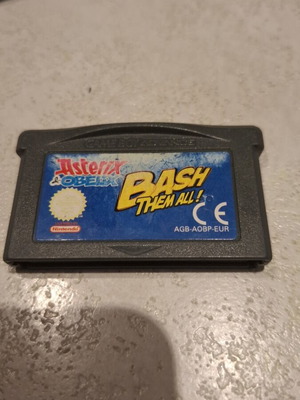 Asterix
& OBELIX
BASH
THEM ALL!
Nintendo
CE
AGB-AOBP-EUR